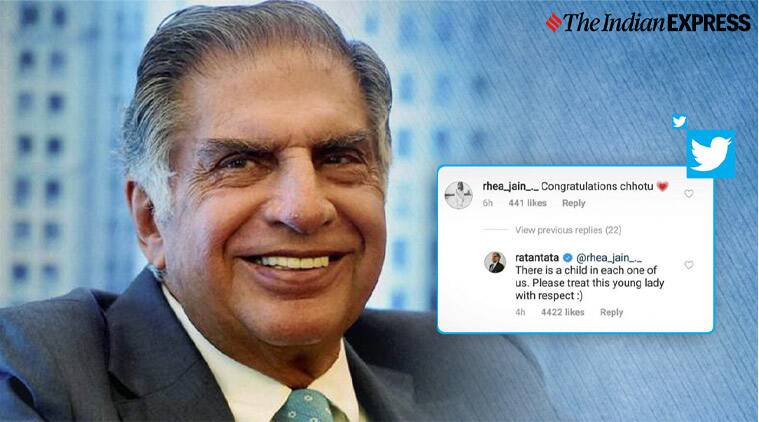 The Indian EXPRESS
rhea_jain_._ Congratulations chhotu ❤️
6h 441 likes Reply
View previous replies (22)
ratantata @rhea_jain_._
There is a child in each one of
us. Please treat this young lady
with respect :)
4h 4422 likes Reply